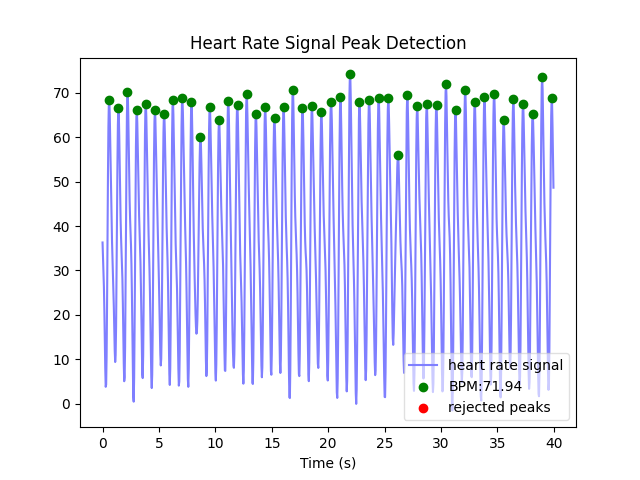 Heart Rate Signal Peak Detection
70
60
50
40
30
20
10
0
heart rate signal
BPM:71.94
rejected peaks
0 5 10 15 20 25 30 35 40
Time (s)